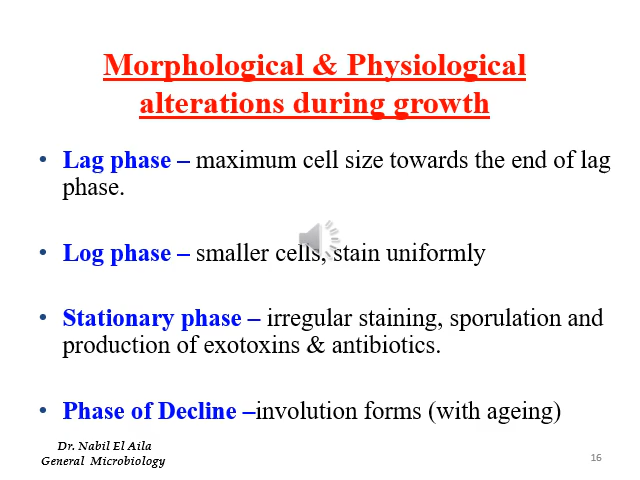 Morphological & Physiological
alterations during growth
• Lag phase – maximum cell size towards the end of lag
phase.
• Log phase – smaller cells, stain uniformly
• Stationary phase – irregular staining, sporulation and
production of exotoxins & antibiotics.
• Phase of Decline –involution forms (with ageing)
Dr. Nabil El Aila
General Microbiology
16